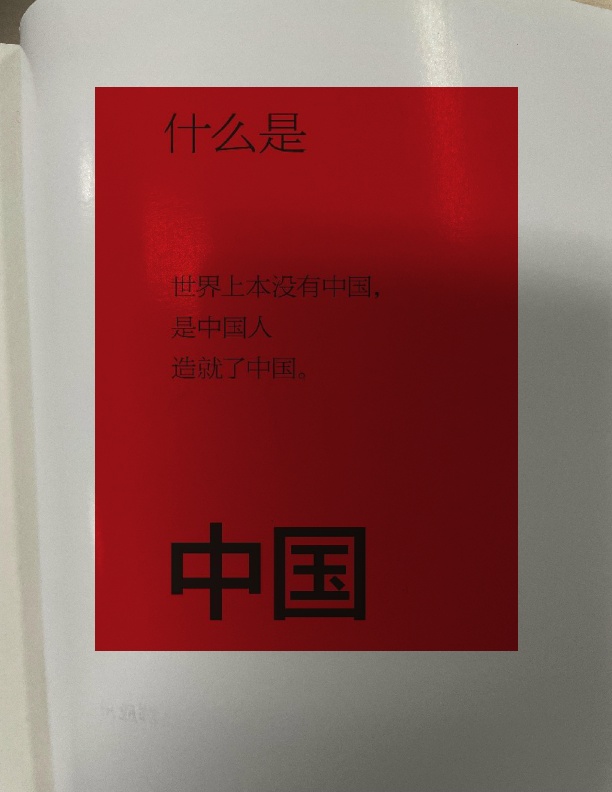 什么是
世界上本没有中国，
是中国人
造就了中国。
中国